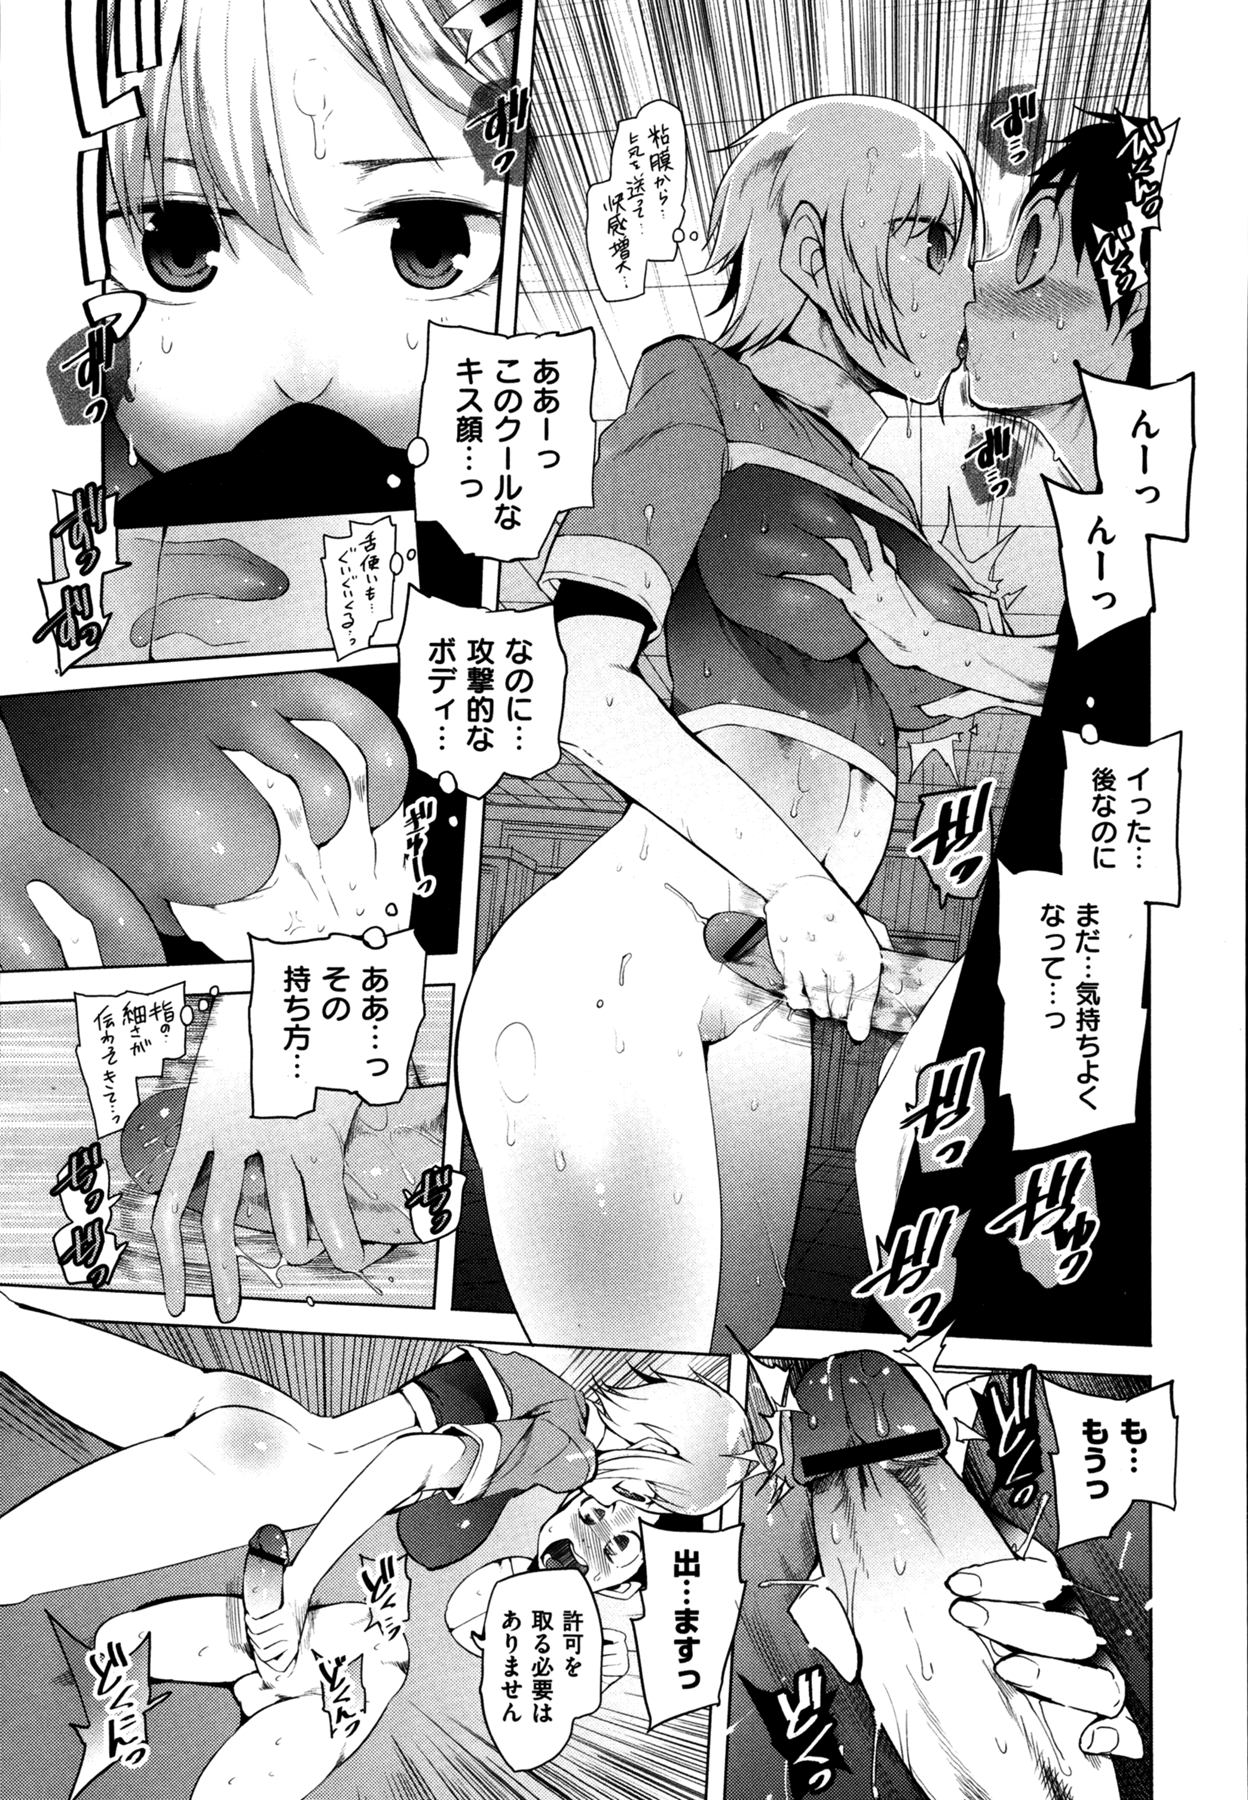 んーっ
んーっ
粘膜から…
気を送って
快感増大…
イった…
後なのに
まだ…気持ちよく
なって…っ
ああーっ
このクールな
キス顔…っ
舌使いも…
ぐいぐいくる…っ
なのに…
攻撃的な
ボディ…
ああ…っ
その
持ち方…
指の…
細さが
伝わってきて…っ
も…
もうっ
出…ますっ
許可を
取る必要は
ありません